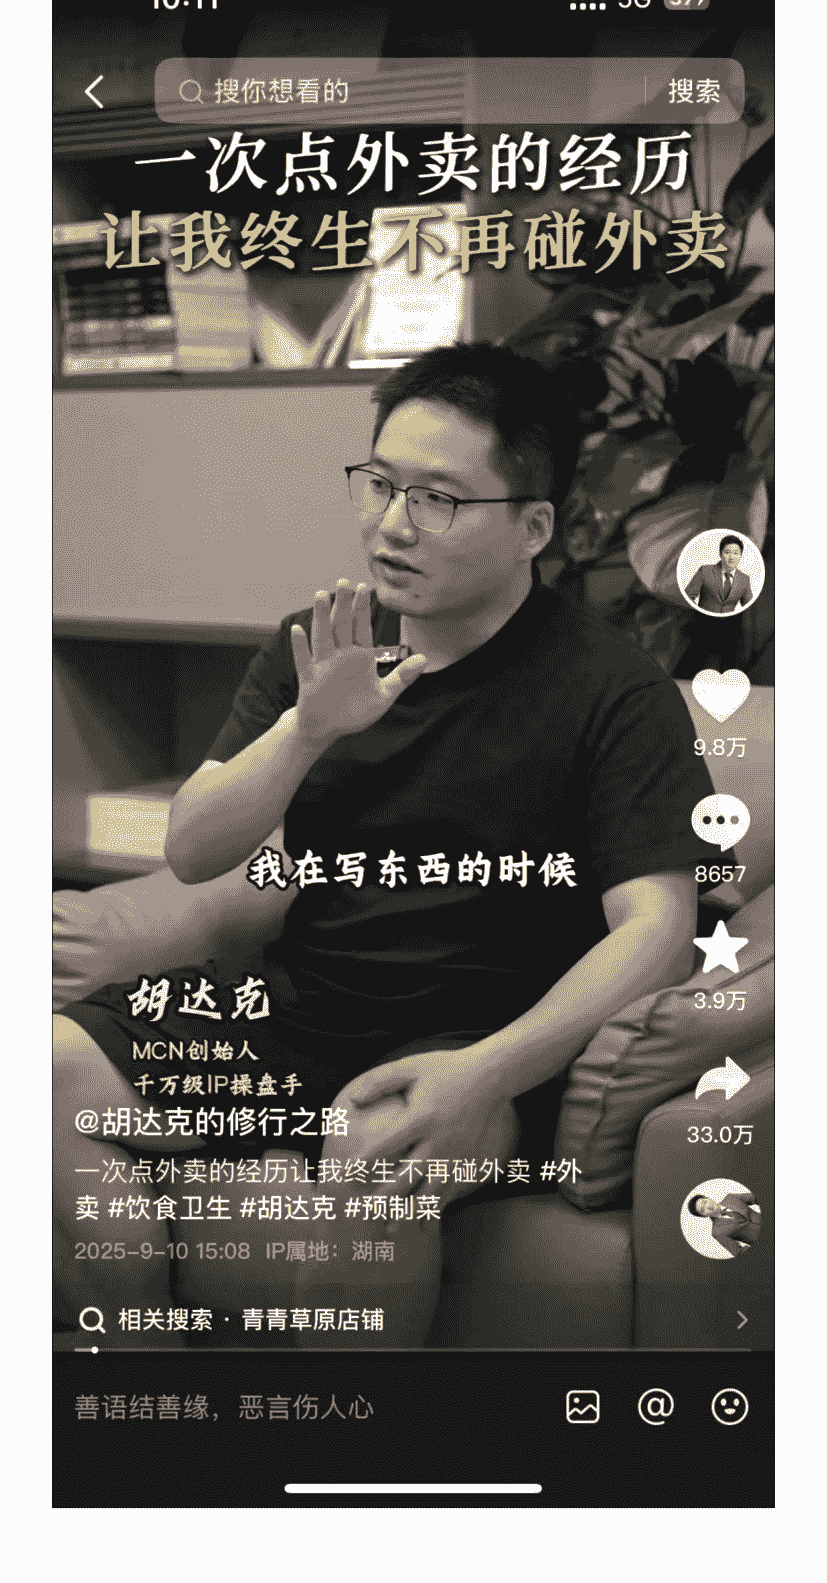 搜你想看的 搜索
一次点外卖的经历
让我终生不再碰外卖
9.8万
8657
我在写东西的时候
3.9万
胡达克
MCN创始人
千万级IP操盘手
@胡达克的修行之路
33.0万
一次点外卖的经历让我终生不再碰外卖 #外
卖 #饮食卫生 #胡达克 #预制菜
2025-9-10 15:08 IP属地：湖南
相关搜索 · 青青草原店铺
善语结善缘，恶言伤人心